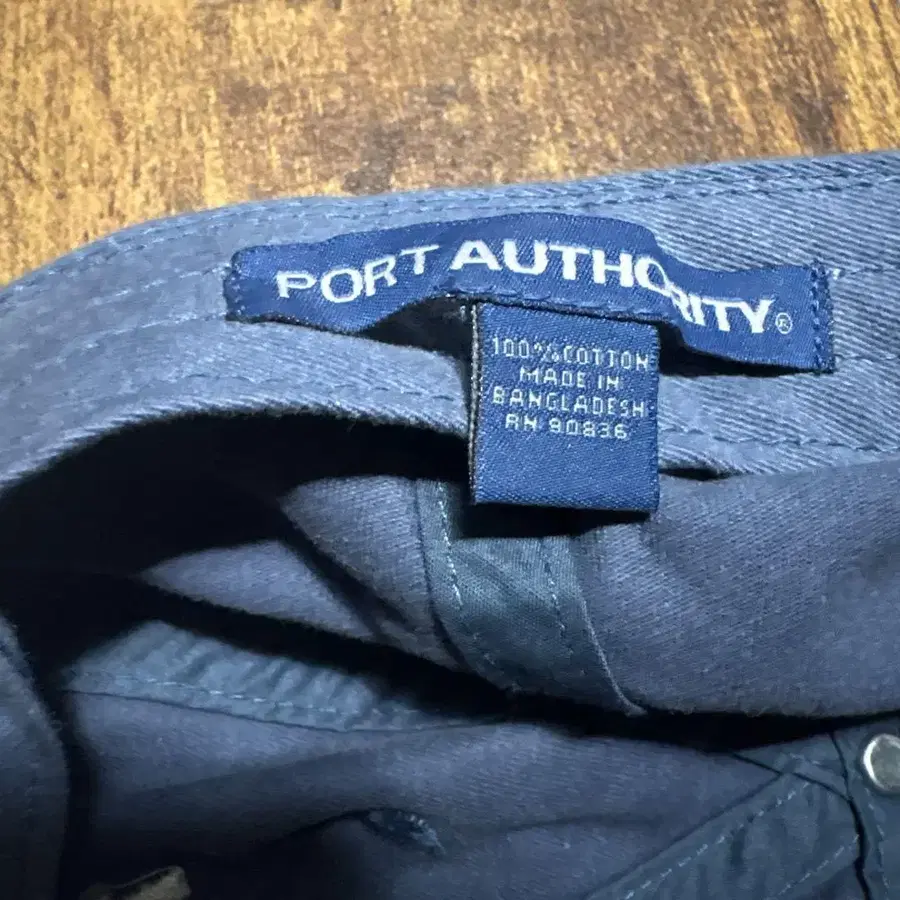 PORT AUTHORITY®
100% COTTON
MADE IN
BANGLADESH
RN 90836